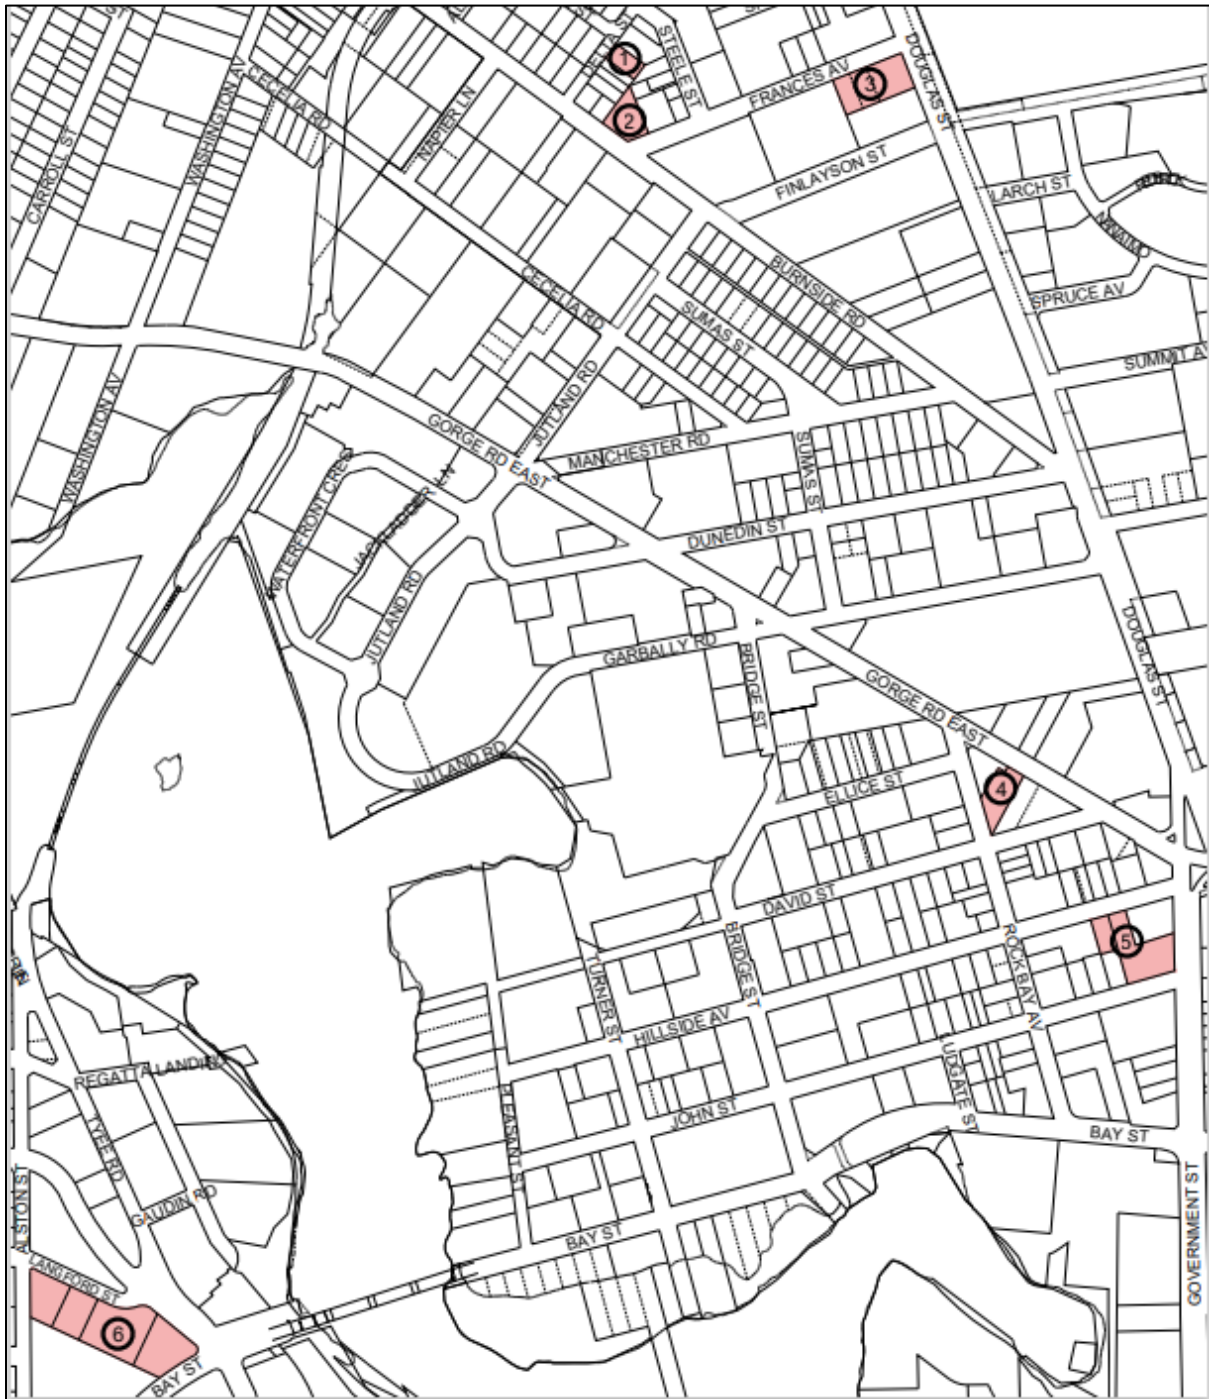 STEELE ST
DOUGLAS ST
WASHINGTON AV
CECELIA RD
NAPIER LN
1
2
FRANCES AV
3
CARROLL ST
FINLAYSON ST
LARCH ST
NANAIMO
SPRUCE AV
BURNSIDE RD
CECELIA RD
SUMAS ST
SUMMIT AV
WASHINGTON AV
JUTLAND RD
GORGE RD EAST
MANCHESTER RD
SUMAS ST
WATERFRONT CRES
JACKLADDER LN
DUNEDIN ST
JUTLAND RD
GARBALLY RD
BRIDGE ST
DOUGLAS ST
GORGE RD EAST
JUTLAND RD
ELLICE ST
4
DAVID ST
BRIDGE ST
ROCK BAY AV
5
TURNER ST
HILLSIDE AV
LUDGATE ST
REGATTA LANDING
TYEE RD
PLEASANT ST
JOHN ST
BAY ST
ALSTON ST
GAUDIN RD
BAY ST
GOVERNMENT ST
LANGFORD ST
6
BAY ST